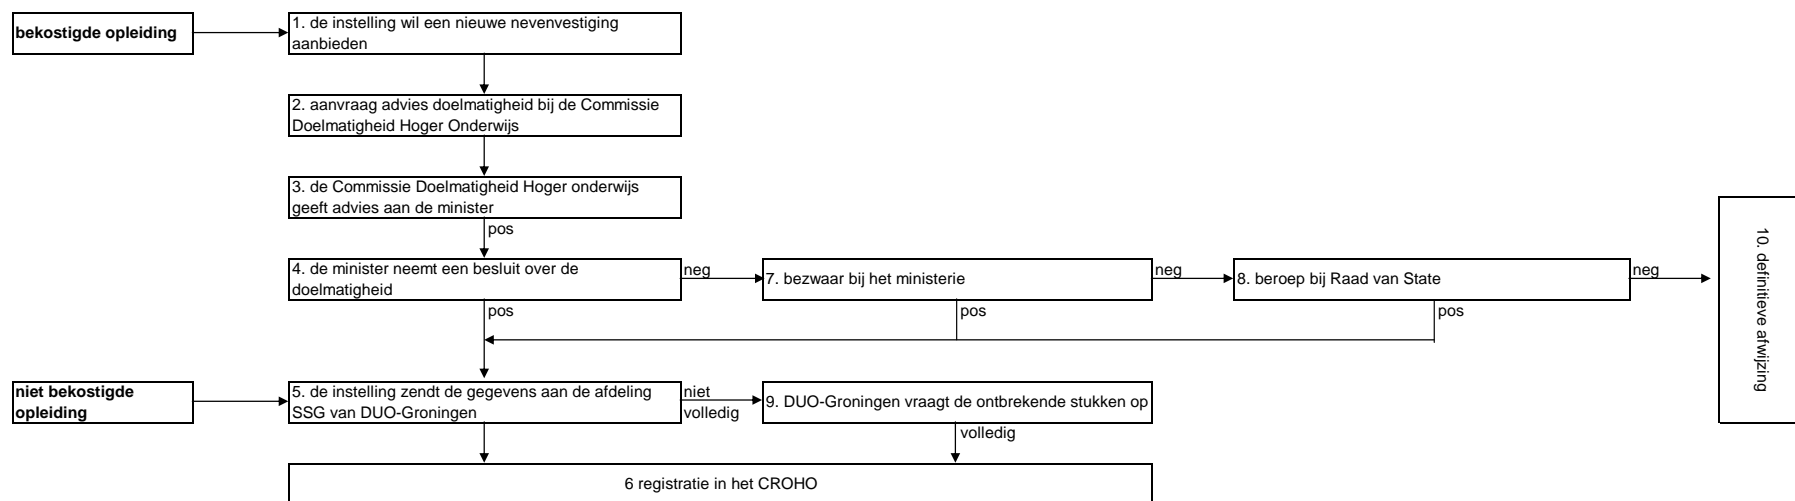 bekostigde opleiding
1. de instelling wil een nieuwe nevenvestiging
aanbieden
2. aanvraag advies doelmatigheid bij de Commissie
Doelmatigheid Hoger Onderwijs
3. de Commissie Doelmatigheid Hoger onderwijs
geeft advies aan de minister
pos
4. de minister neemt een besluit over de
doelmatigheid
neg
7. bezwaar bij het ministerie
neg
8. beroep bij Raad van State
neg
10. definitieve afwijzing
pos
pos
pos
niet bekostigde
opleiding
5. de instelling zendt de gegevens aan de afdeling
SSG van DUO-Groningen
niet
volledig
9. DUO-Groningen vraagt de ontbrekende stukken op
volledig
6 registratie in het CROHO